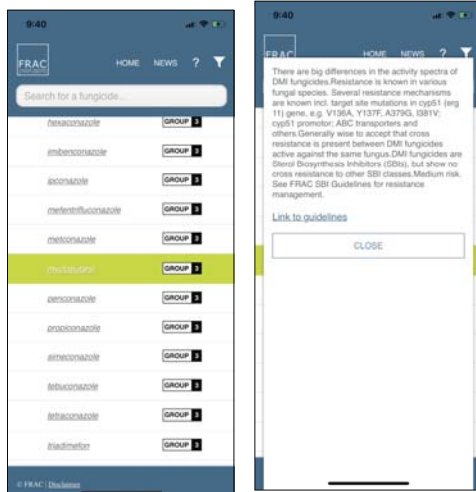 9:40
FRAC
HOME NEWS ?
Search for a fungicide...
hexaconazole GROUP 3
imibenconazole GROUP 3
ipconazole GROUP 3
mefentrifluconazole GROUP 3
metconazole GROUP 3
myclobutanil GROUP 3
penconazole GROUP 3
propiconazole GROUP 3
simeconazole GROUP 3
tebuconazole GROUP 3
tetraconazole GROUP 3
triadimefon GROUP 3
© FRAC | Disclaimer
9:40
FRAC
HOME NEWS ?
There are big differences in the activity spectra of
DMI fungicides.Resistance is known in various
fungal species. Several resistance mechanisms
are known incl. target site mutations in cyp51 (erg
11) gene, e.g. V136A, Y137F, A379G, I381V;
cyp51 promotor; ABC transporters and
others.Generally wise to accept that cross
resistance is present between DMI fungicides
active against the same fungus.DMI fungicides are
Sterol Biosynthesis Inhibitors (SBIs), but show no
cross resistance to other SBI classes.Medium risk.
See FRAC SBI Guidelines for resistance
management.
Link to guidelines
CLOSE